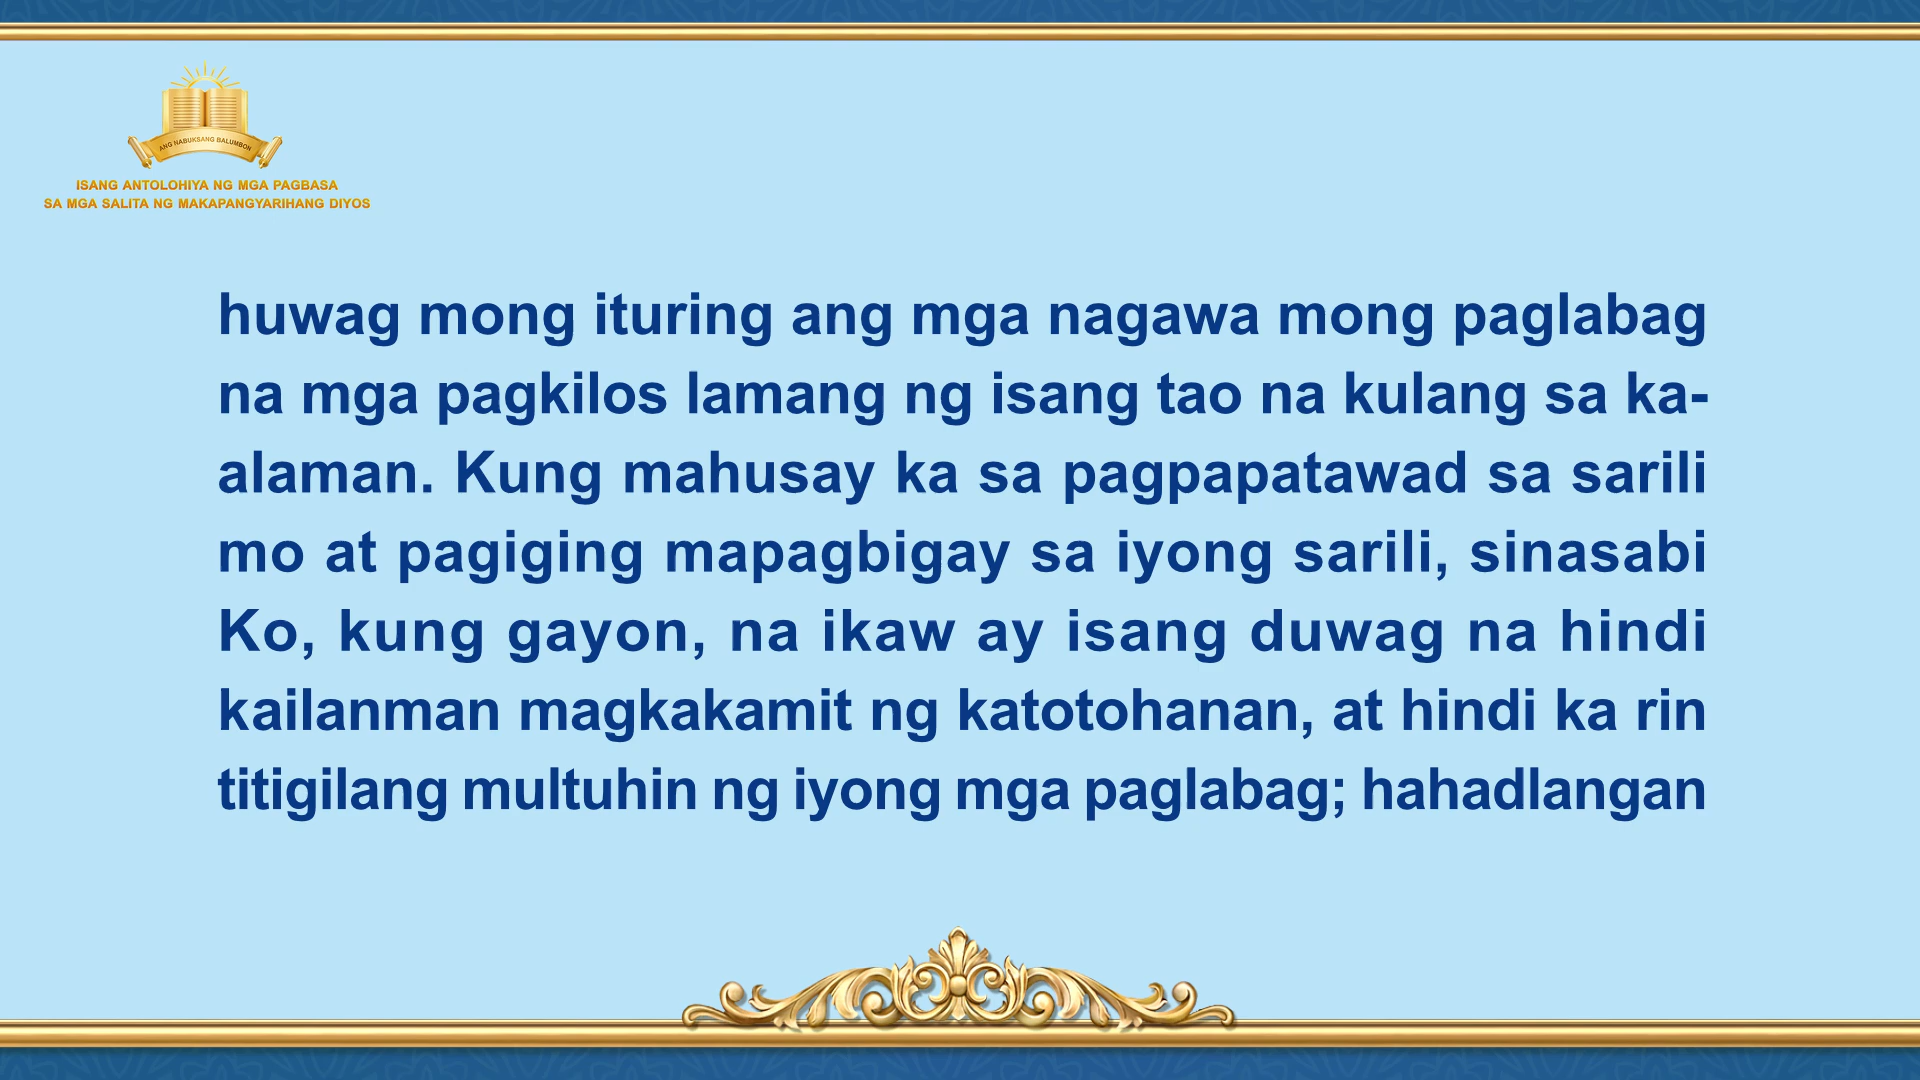 ANG NABUKSANG BALUMBON
ISANG ANTOLOHIYA NG MGA PAGBASA
SA MGA SALITA NG MAKAPANGYARIHANG DIYOS
huwag mong ituring ang mga nagawa mong paglabag
na mga pagkilos lamang ng isang tao na kulang sa ka-
alaman. Kung mahusay ka sa pagpapatawad sa sarili
mo at pagiging mapagbigay sa iyong sarili, sinasabi
Ko, kung gayon, na ikaw ay isang duwag na hindi
kailanman magkakamit ng katotohanan, at hindi ka rin
titigilang multuhin ng iyong mga paglabag; hahadlangan